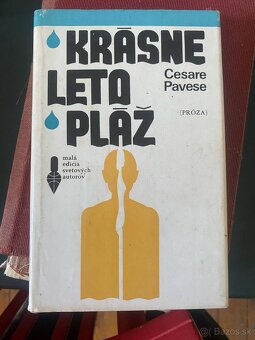 KRÁSNE
LETO
PLÁŽ
Cesare
Pavese
[PRÓZA]
malá
edícia
svetových
autorov
Bazos.sk